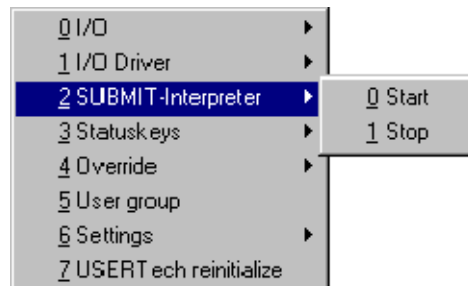 0 I/O
1 I/O Driver
2 SUBMIT-Interpreter
0 Start
1 Stop
3 Statuskeys
4 Override
5 User group
6 Settings
7 USERTech reinitialize